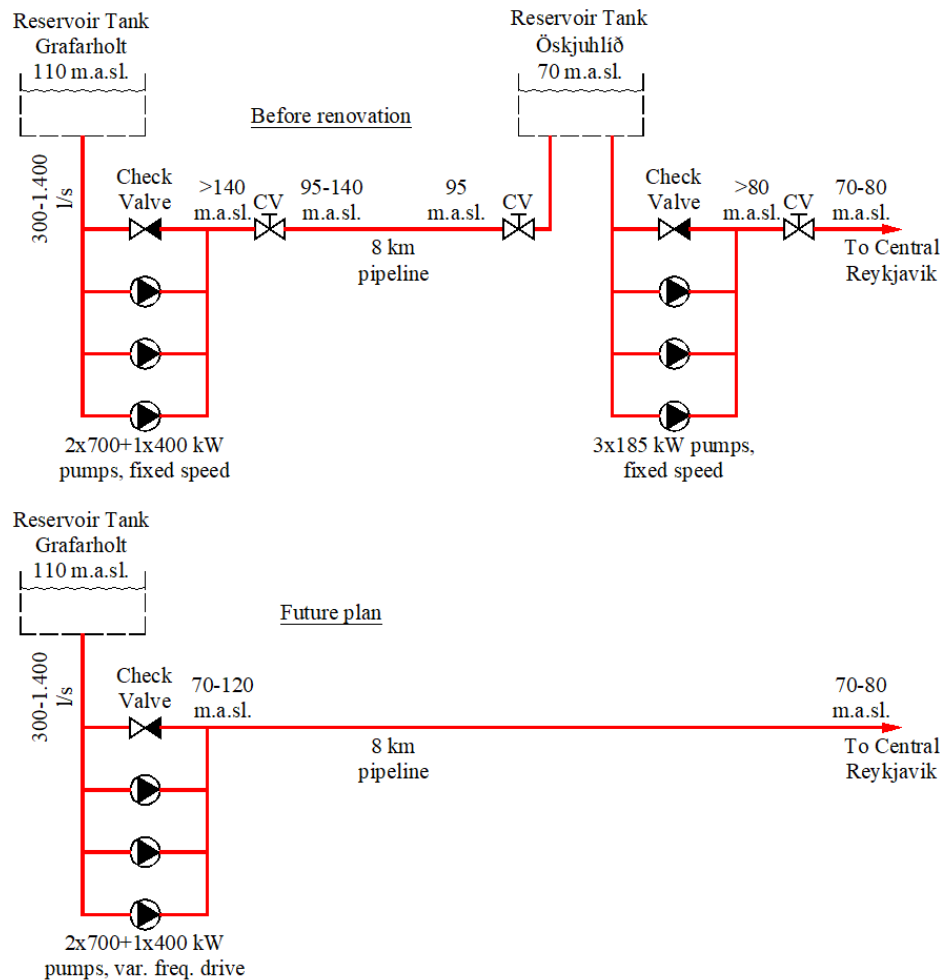 Reservoir Tank
Grafarholt
110 m.a.sl.
Reservoir Tank
Öskjuhlíð
70 m.a.sl.
Before renovation
300-1.400
l/s
Check
Valve
>140
m.a.sl.
CV
95-140
m.a.sl.
8 km
pipeline
95
m.a.sl.
CV
Check
Valve
>80
m.a.sl.
CV
70-80
m.a.sl.
To Central
Reykjavik
2x700+1x400 kW
pumps, fixed speed
3x185 kW pumps,
fixed speed
Reservoir Tank
Grafarholt
110 m.a.sl.
Future plan
300-1.400
l/s
Check
Valve
70-120
m.a.sl.
8 km
pipeline
70-80
m.a.sl.
To Central
Reykjavik
2x700+1x400 kW
pumps, var. freq. drive